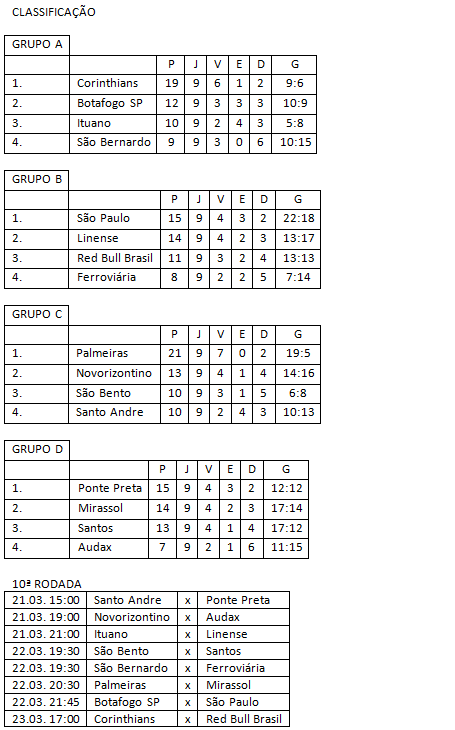 CLASSIFICAÇÃO
GRUPO A
P J V E D G
1. Corinthians 19 9 6 1 2 9:6
2. Botafogo SP 12 9 3 3 3 10:9
3. Ituano 10 9 2 4 3 5:8
4. São Bernardo 9 9 3 0 6 10:15
GRUPO B
P J V E D G
1. São Paulo 15 9 4 3 2 22:18
2. Linense 14 9 4 2 3 13:17
3. Red Bull Brasil 11 9 3 2 4 13:13
4. Ferroviária 8 9 2 2 5 7:14
GRUPO C
P J V E D G
1. Palmeiras 21 9 7 0 2 19:5
2. Novorizontino 13 9 4 1 4 14:16
3. São Bento 10 9 3 1 5 6:8
4. Santo Andre 10 9 2 4 3 10:13
GRUPO D
P J V E D G
1. Ponte Preta 15 9 4 3 2 12:12
2. Mirassol 14 9 4 2 3 17:14
3. Santos 13 9 4 1 4 17:12
4. Audax 7 9 2 1 6 11:15
10ª RODADA
21.03. 15:00 Santo Andre x Ponte Preta
21.03. 19:00 Novorizontino x Audax
21.03. 21:00 Ituano x Linense
22.03. 19:30 São Bento x Santos
22.03. 19:30 São Bernardo x Ferroviária
22.03. 20:30 Palmeiras x Mirassol
22.03. 21:45 Botafogo SP x São Paulo
23.03. 17:00 Corinthians x Red Bull Brasil